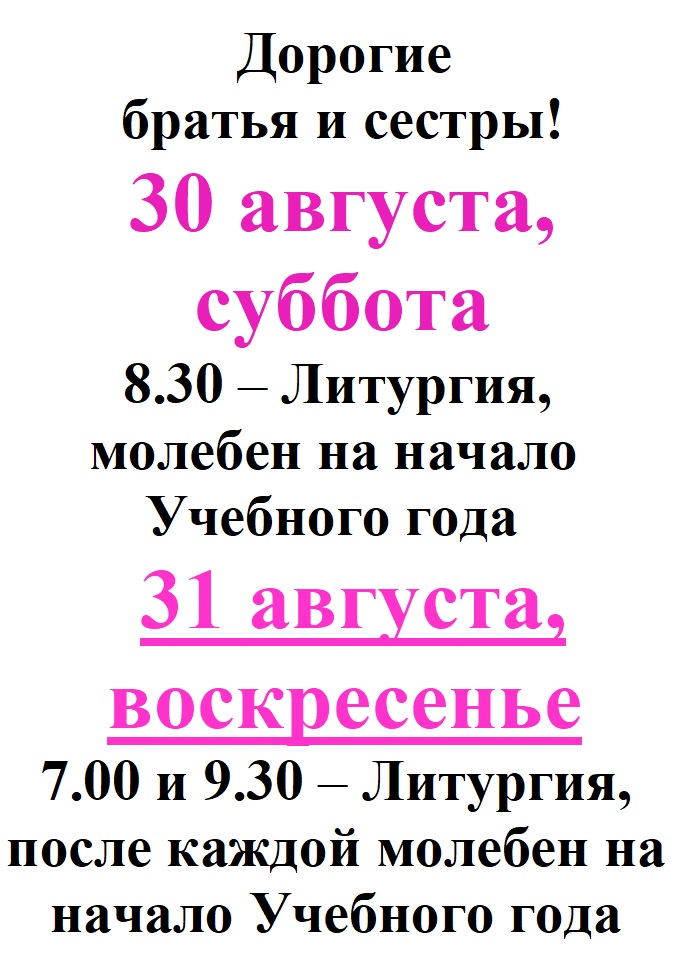 Дорогие
братья и сестры!
30 августа,
суббота
8.30 – Литургия,
молебен на начало
Учебного года
31 августа,
воскресенье
7.00 и 9.30 – Литургия,
после каждой молебен на
начало Учебного года